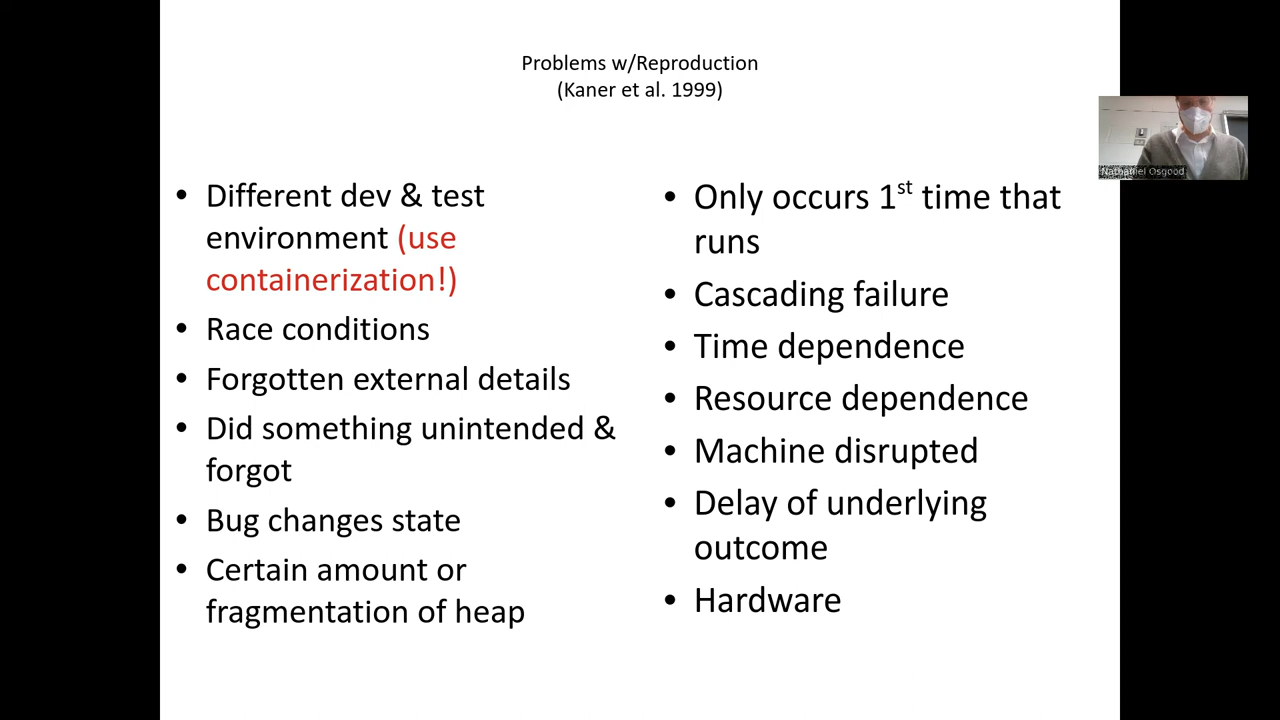 Problems w/Reproduction
(Kaner et al. 1999)
• Different dev & test
environment (use
containerization!)
• Race conditions
• Forgotten external details
• Did something unintended &
forgot
• Bug changes state
• Certain amount or
fragmentation of heap
• Only occurs 1st time that
runs
• Cascading failure
• Time dependence
• Resource dependence
• Machine disrupted
• Delay of underlying
outcome
• Hardware
Nathaniel Osgood